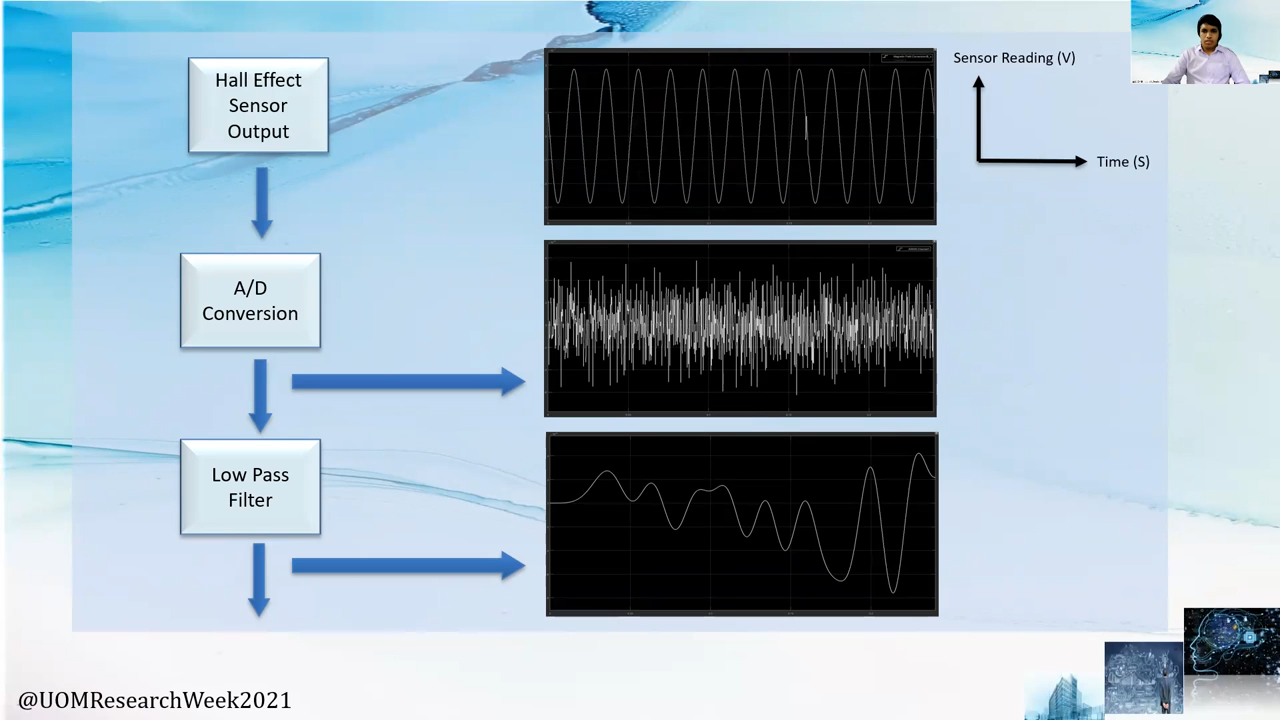 Hall Effect
Sensor
Output
Sensor Reading (V)
Time (S)
A/D
Conversion
Low Pass
Filter
@UOMResearchWeek2021